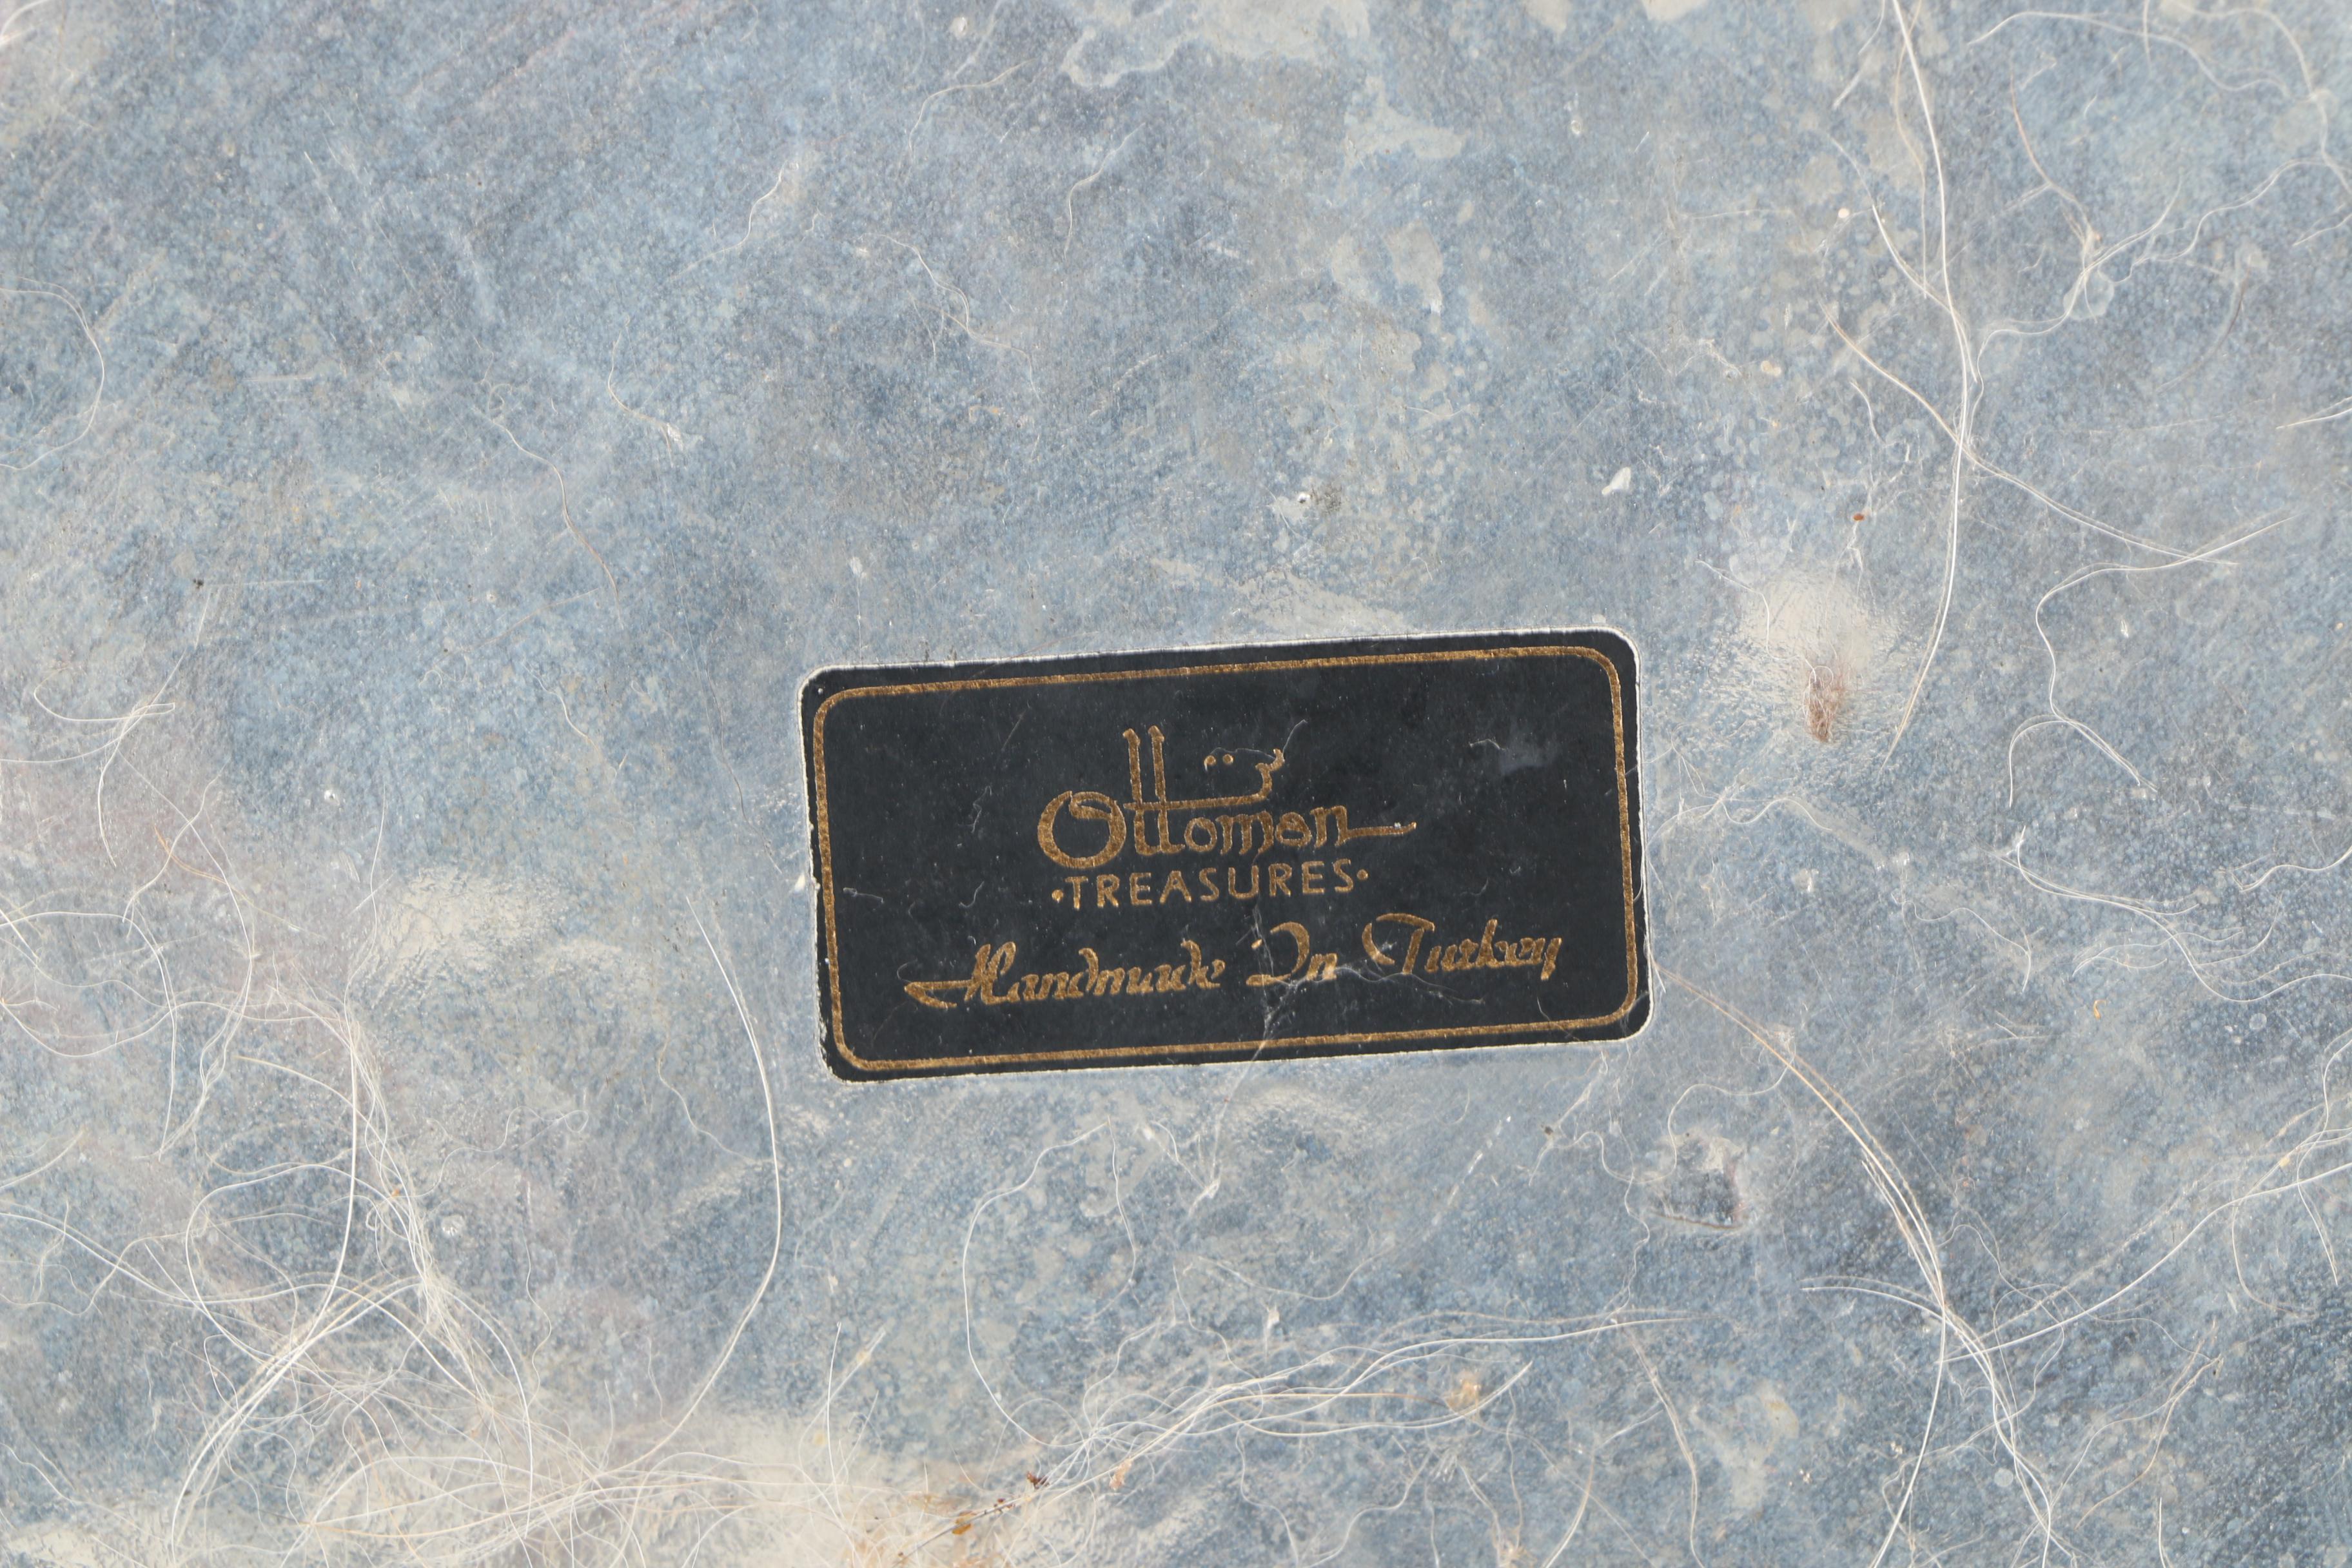 Ottoman
·TREASURES·
Handmade In Turkey